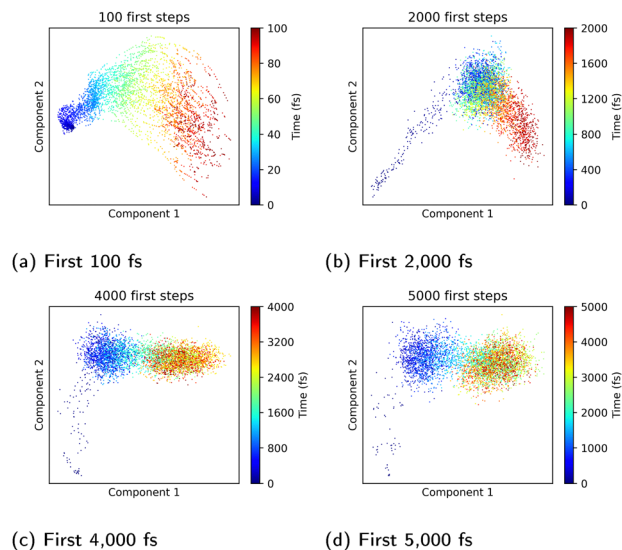 100 first steps
Component 2
Component 1
100
80
60
40
20
0
Time (fs)
(a) First 100 fs
2000 first steps
Component 2
Component 1
2000
1600
1200
800
400
0
Time (fs)
(b) First 2,000 fs
4000 first steps
Component 2
Component 1
4000
3200
2400
1600
800
0
Time (fs)
(c) First 4,000 fs
5000 first steps
Component 2
Component 1
5000
4000
3000
2000
1000
0
Time (fs)
(d) First 5,000 fs